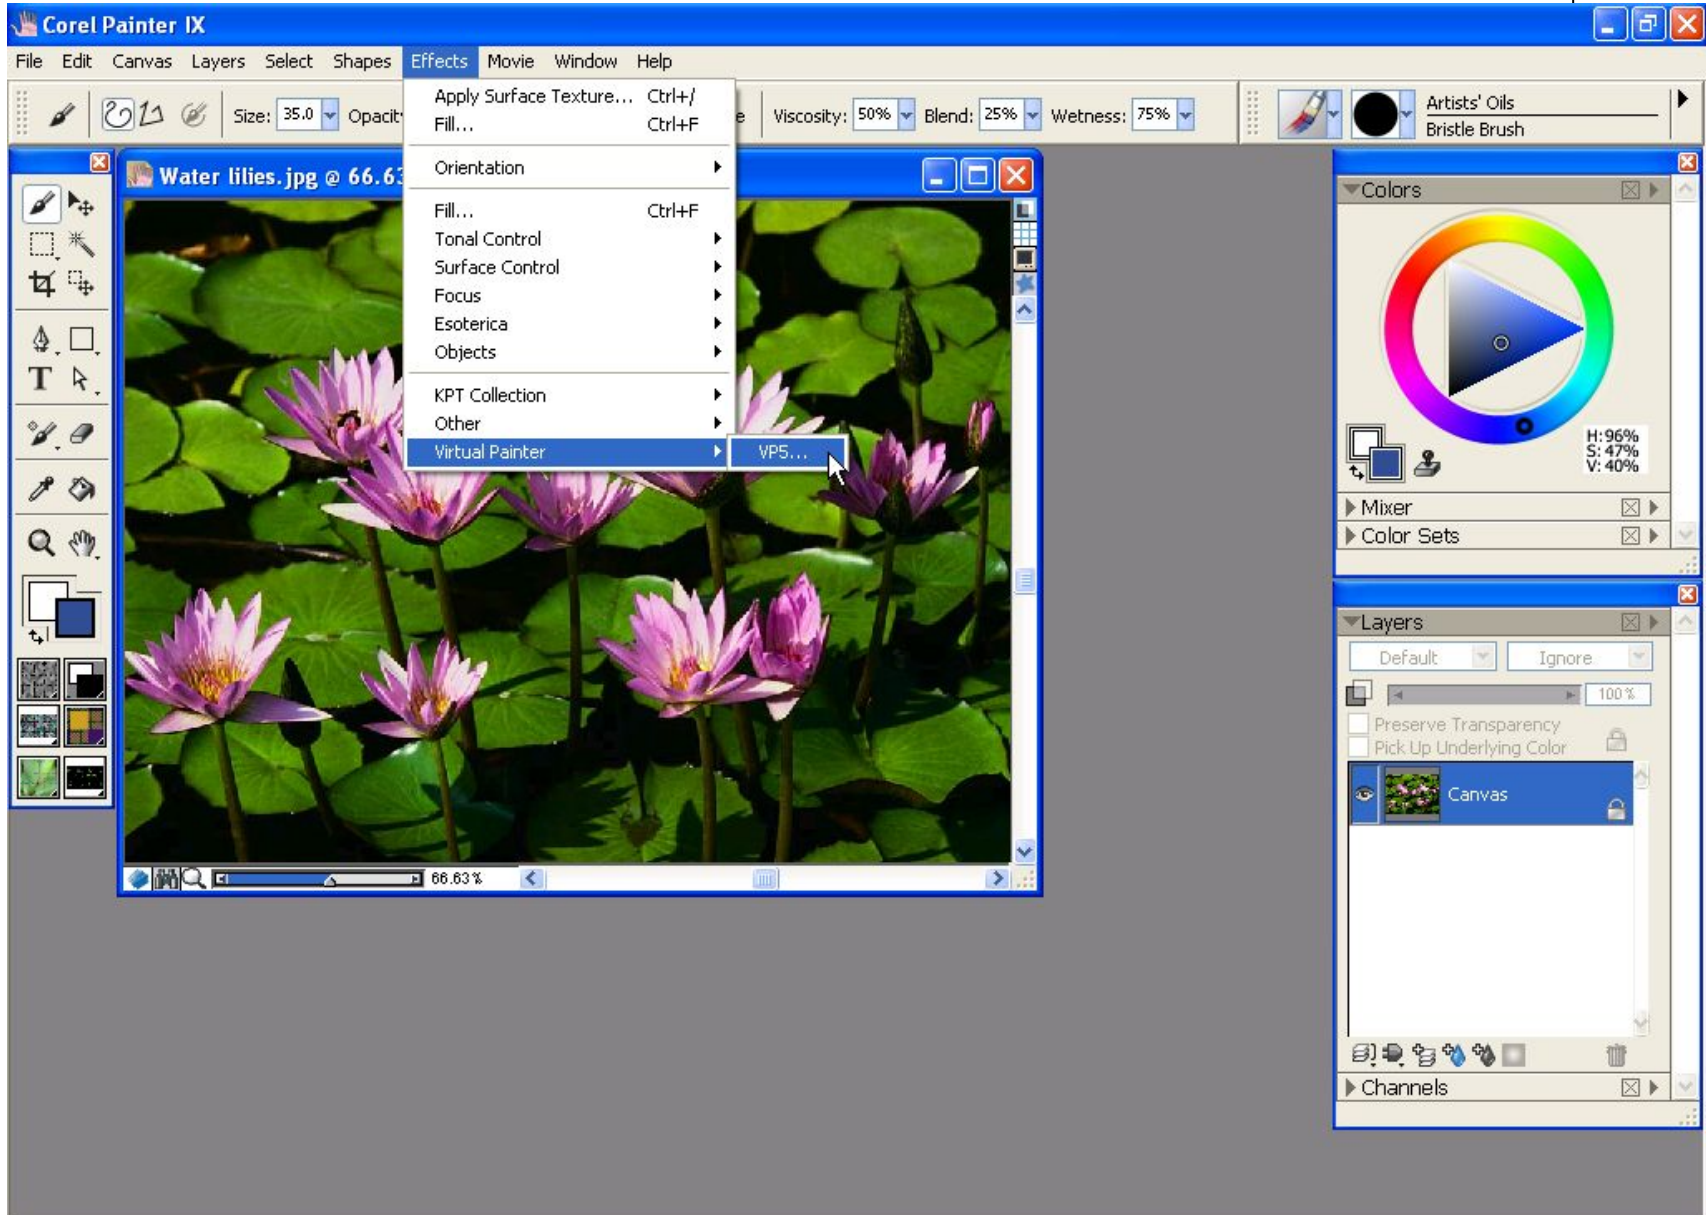 Corel Painter IX
File Edit Canvas Layers Select Shapes Effects Movie Window Help
Size: 35.0 Opacit
Viscosity: 50% Blend: 25% Wetness: 75%
Artists' Oils
Bristle Brush
Apply Surface Texture... Ctrl+/
Fill... Ctrl+F
Orientation
Fill... Ctrl+F
Tonal Control
Surface Control
Focus
Esoterica
Objects
KPT Collection
Other
Virtual Painter
VP5...
Water lilies.jpg @ 66.63
66.63%
T
Colors
H: 96%
S: 47%
V: 40%
Mixer
Color Sets
Layers
Default Ignore
100%
Preserve Transparency
Pick Up Underlying Color
Canvas
Channels